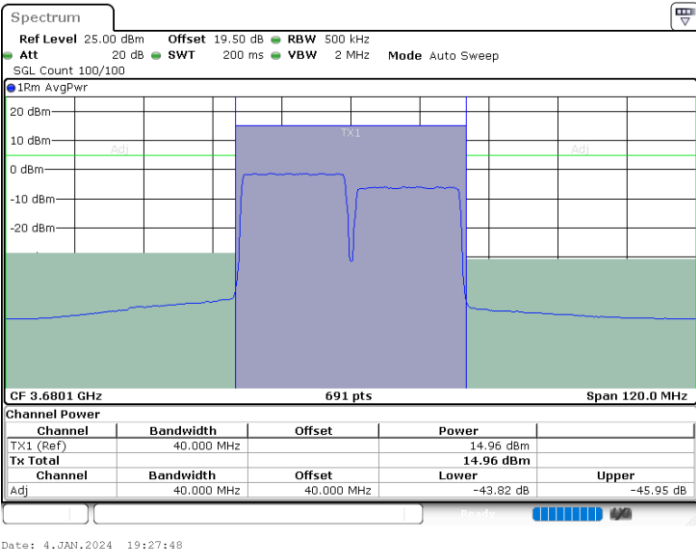 Spectrum
Ref Level 25.00 dBm Offset 19.50 dB RBW 500 kHz
Att 20 dB SWT 200 ms VBW 2 MHz Mode Auto Sweep
SGL Count 100/100
1Rm AvgPwr
20 dBm
TX1
10 dBm
Adj Adj
0 dBm
-10 dBm
-20 dBm
CF 3.6801 GHz 691 pts Span 120.0 MHz
Channel Power
Channel Bandwidth Offset Power
TX1 (Ref) 40.000 MHz 14.96 dBm
Tx Total 14.96 dBm
Channel Bandwidth Offset Lower Upper
Adj 40.000 MHz 40.000 MHz -43.82 dB -45.95 dB
Ready
Date: 4.JAN.2024 19:27:48